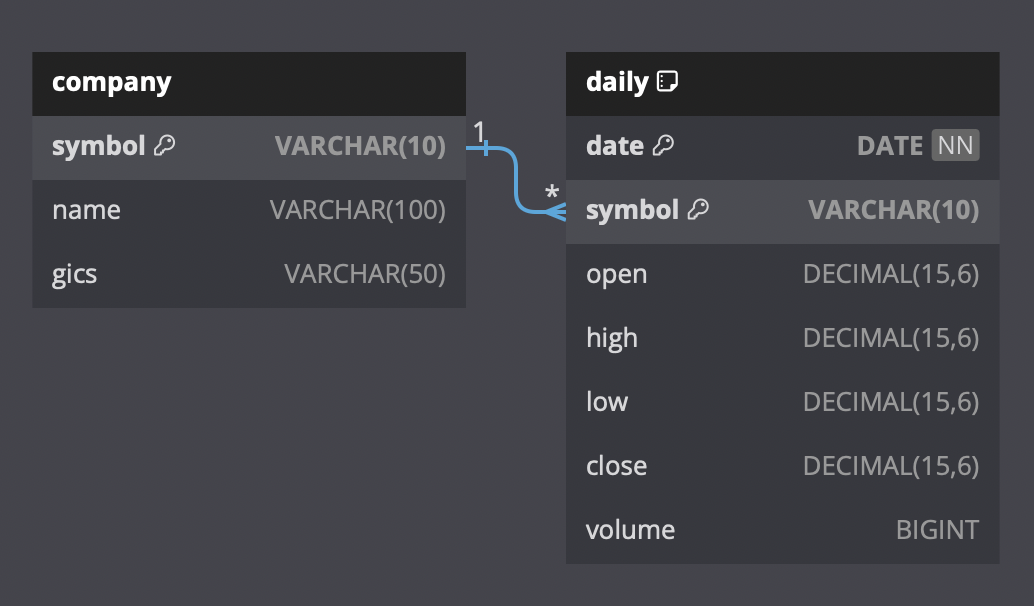 company
symbol VARCHAR(10)
name VARCHAR(100)
gics VARCHAR(50)
1
*
daily
date DATE NN
symbol VARCHAR(10)
open DECIMAL(15,6)
high DECIMAL(15,6)
low DECIMAL(15,6)
close DECIMAL(15,6)
volume BIGINT